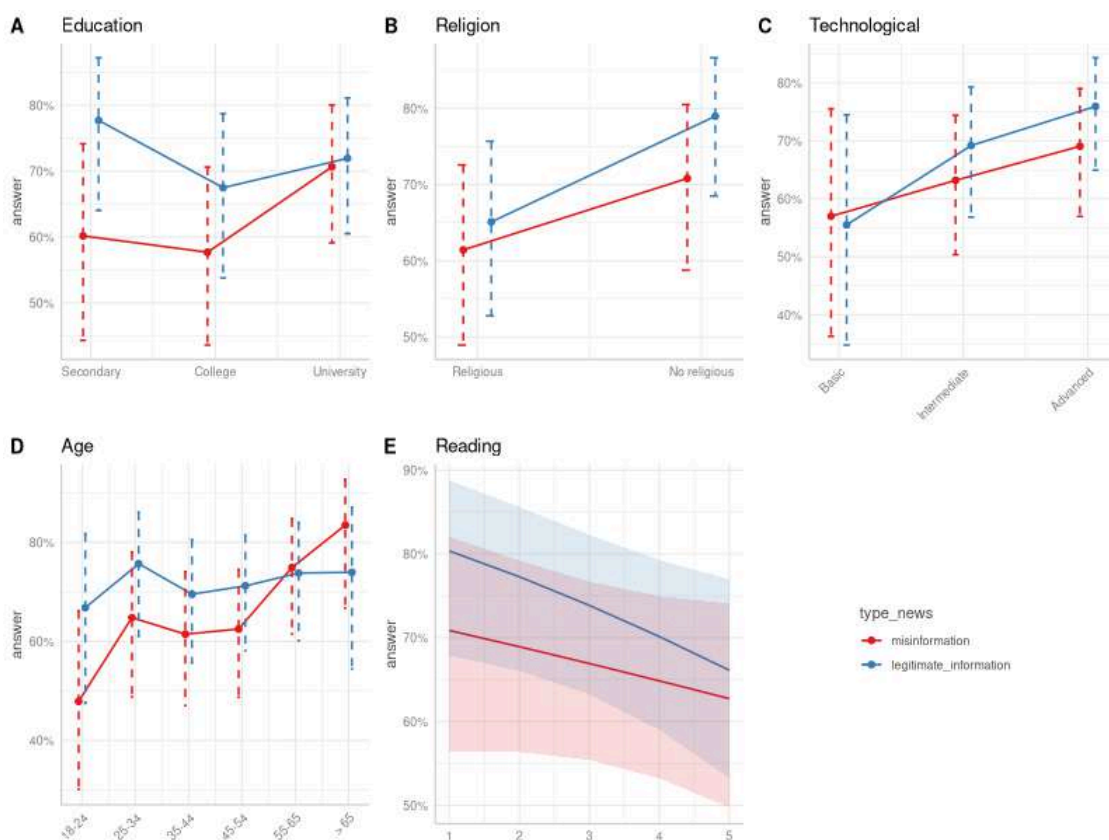 A Education
answer
80%
70%
60%
50%
Secondary College University
B Religion
answer
80%
70%
60%
50%
Religious No religious
C Technological
answer
80%
70%
60%
50%
40%
Basic Intermediate Advanced
D Age
answer
80%
60%
40%
18-24 25-34 35-44 45-54 55-65 > 65
E Reading
answer
90%
80%
70%
60%
50%
1 2 3 4 5
type_news
misinformation
legitimate_information